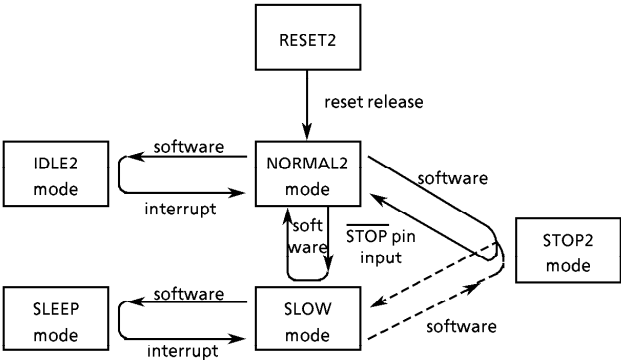 RESET2
reset release
software
IDLE2
mode
NORMAL2
mode
software
interrupt
soft
ware
STOP pin
input
STOP2
mode
software
SLEEP
mode
SLOW
mode
software
interrupt